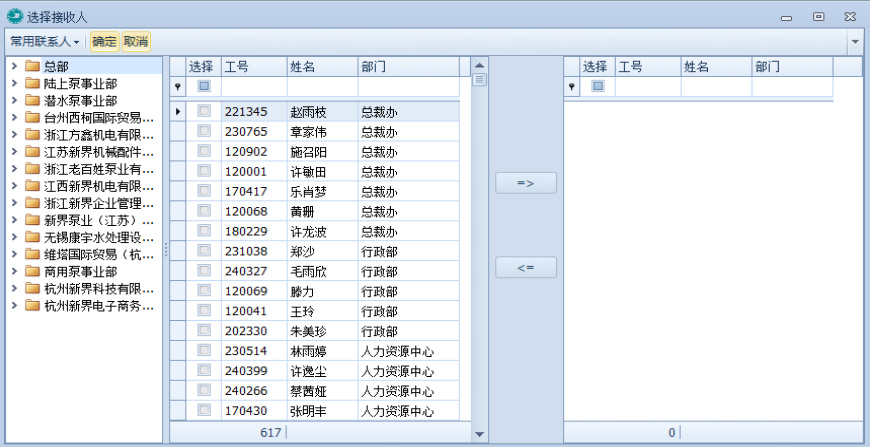 选择接收人
常用联系人 确定 取消
总部
陆上泵事业部
潜水泵事业部
台州西柯国际贸易...
浙江方鑫机电有限...
江苏新界机械配件...
浙江老百姓泵业有...
江西新界机电有限...
浙江新界企业管理...
新界泵业（江苏）...
无锡康宇水处理设...
维塔国际贸易（杭...
商用泵事业部
杭州新界科技有限...
杭州新界电子商务...
选择 工号 姓名 部门
221345 赵雨枝 总裁办
230765 章家伟 总裁办
120902 施召阳 总裁办
120001 许敏田 总裁办
170417 乐肖梦 总裁办
120068 黄珊 总裁办
180229 许龙波 总裁办
231038 郑沙 行政部
240327 毛雨欣 行政部
120069 滕力 行政部
120041 王玲 行政部
202330 朱美珍 行政部
230514 林雨婷 人力资源中心
240399 许逸尘 人力资源中心
240266 蔡茜娅 人力资源中心
170430 张明丰 人力资源中心
617
=>
<=
选择 工号 姓名 部门
0